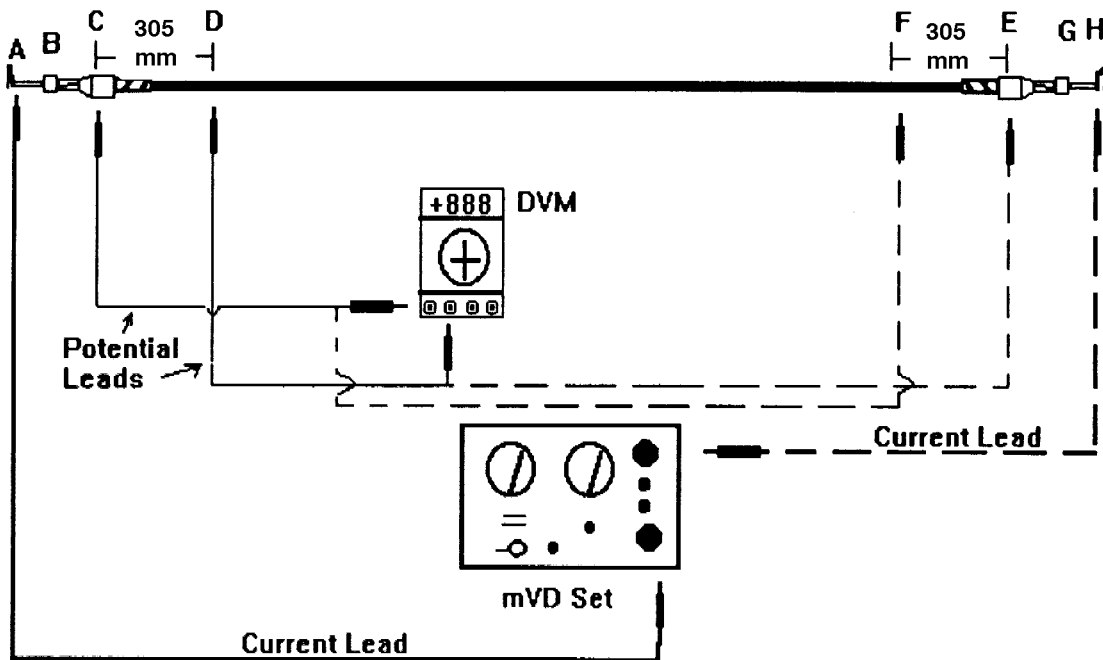 A B C 305 mm D F 305 mm E G H
+888 DVM
Potential
Leads
Current Lead
mVD Set
Current Lead